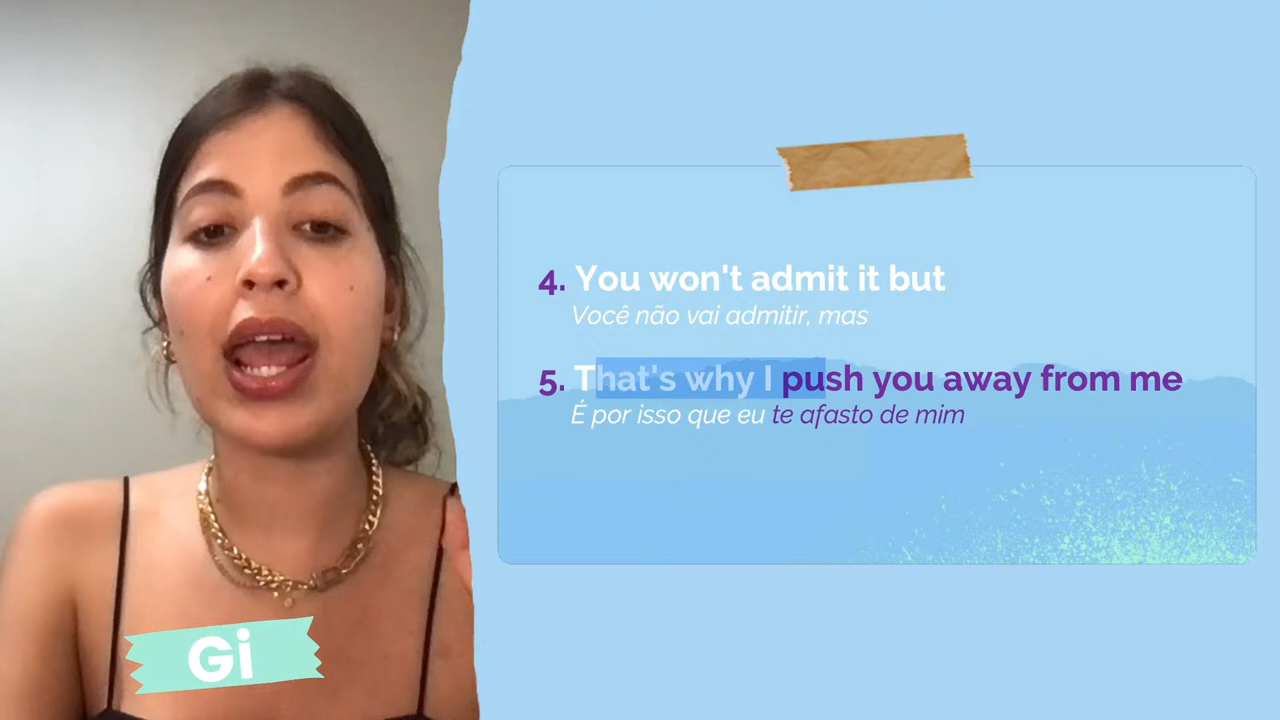 4. You won't admit it but
Você não vai admitir, mas
5. That's why I push you away from me
É por isso que eu te afasto de mim
Gi